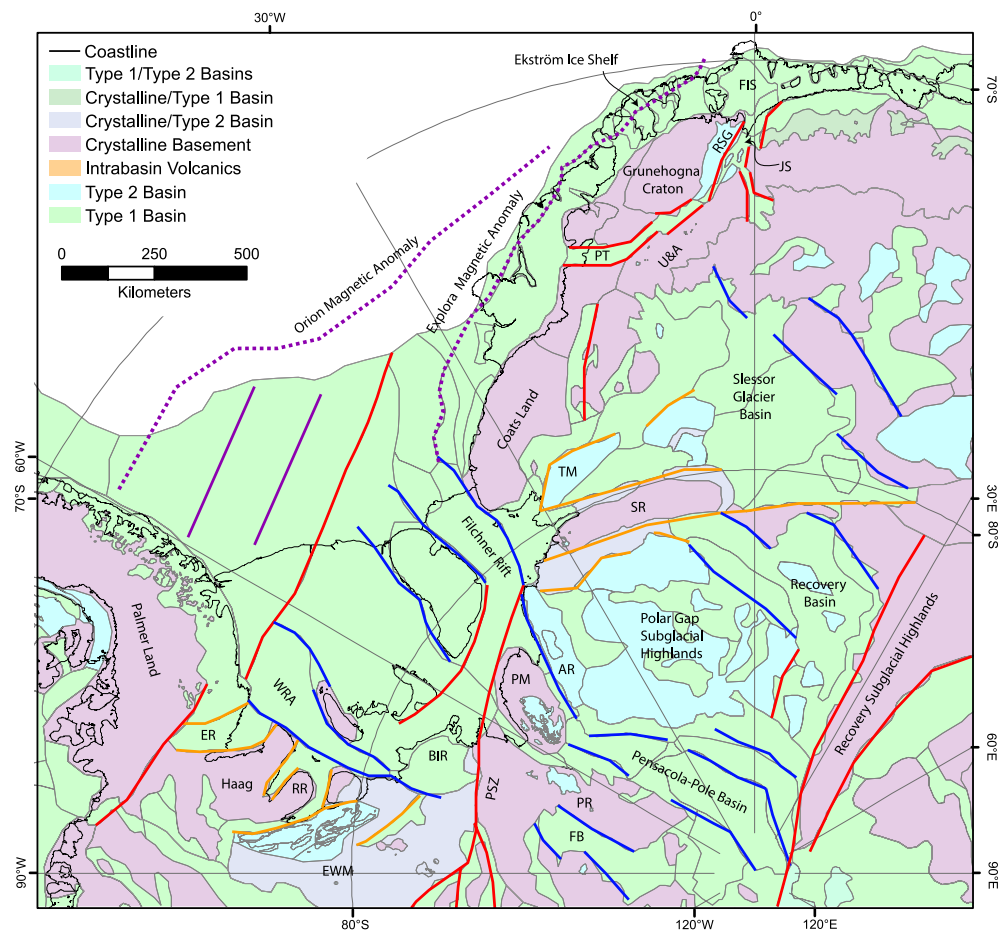 30°W
0°
Coastline
Type 1/Type 2 Basins
Crystalline/Type 1 Basin
Crystalline/Type 2 Basin
Crystalline Basement
Intrabasin Volcanics
Type 2 Basin
Type 1 Basin
0 250 500
Kilometers
Ekström Ice Shelf
FIS
70°S
RSG
JS
Grunehogna
Craton
PT
U&A
Orion Magnetic Anomaly
Explora Magnetic Anomaly
Slessor
Glacier
Basin
Coats Land
60°W
70°S
TM
SR
30°E
80°S
Filchner Rift
Recovery
Basin
Palmer Land
Polar Gap
Subglacial
Highlands
AR
PM
WRA
Recovery Subglacial Highlands
ER
BIR
60°E
Haag
RR
PSZ
Pensacola-Pole Basin
PR
FB
EWM
90°W
90°E
80°S
120°W
120°E